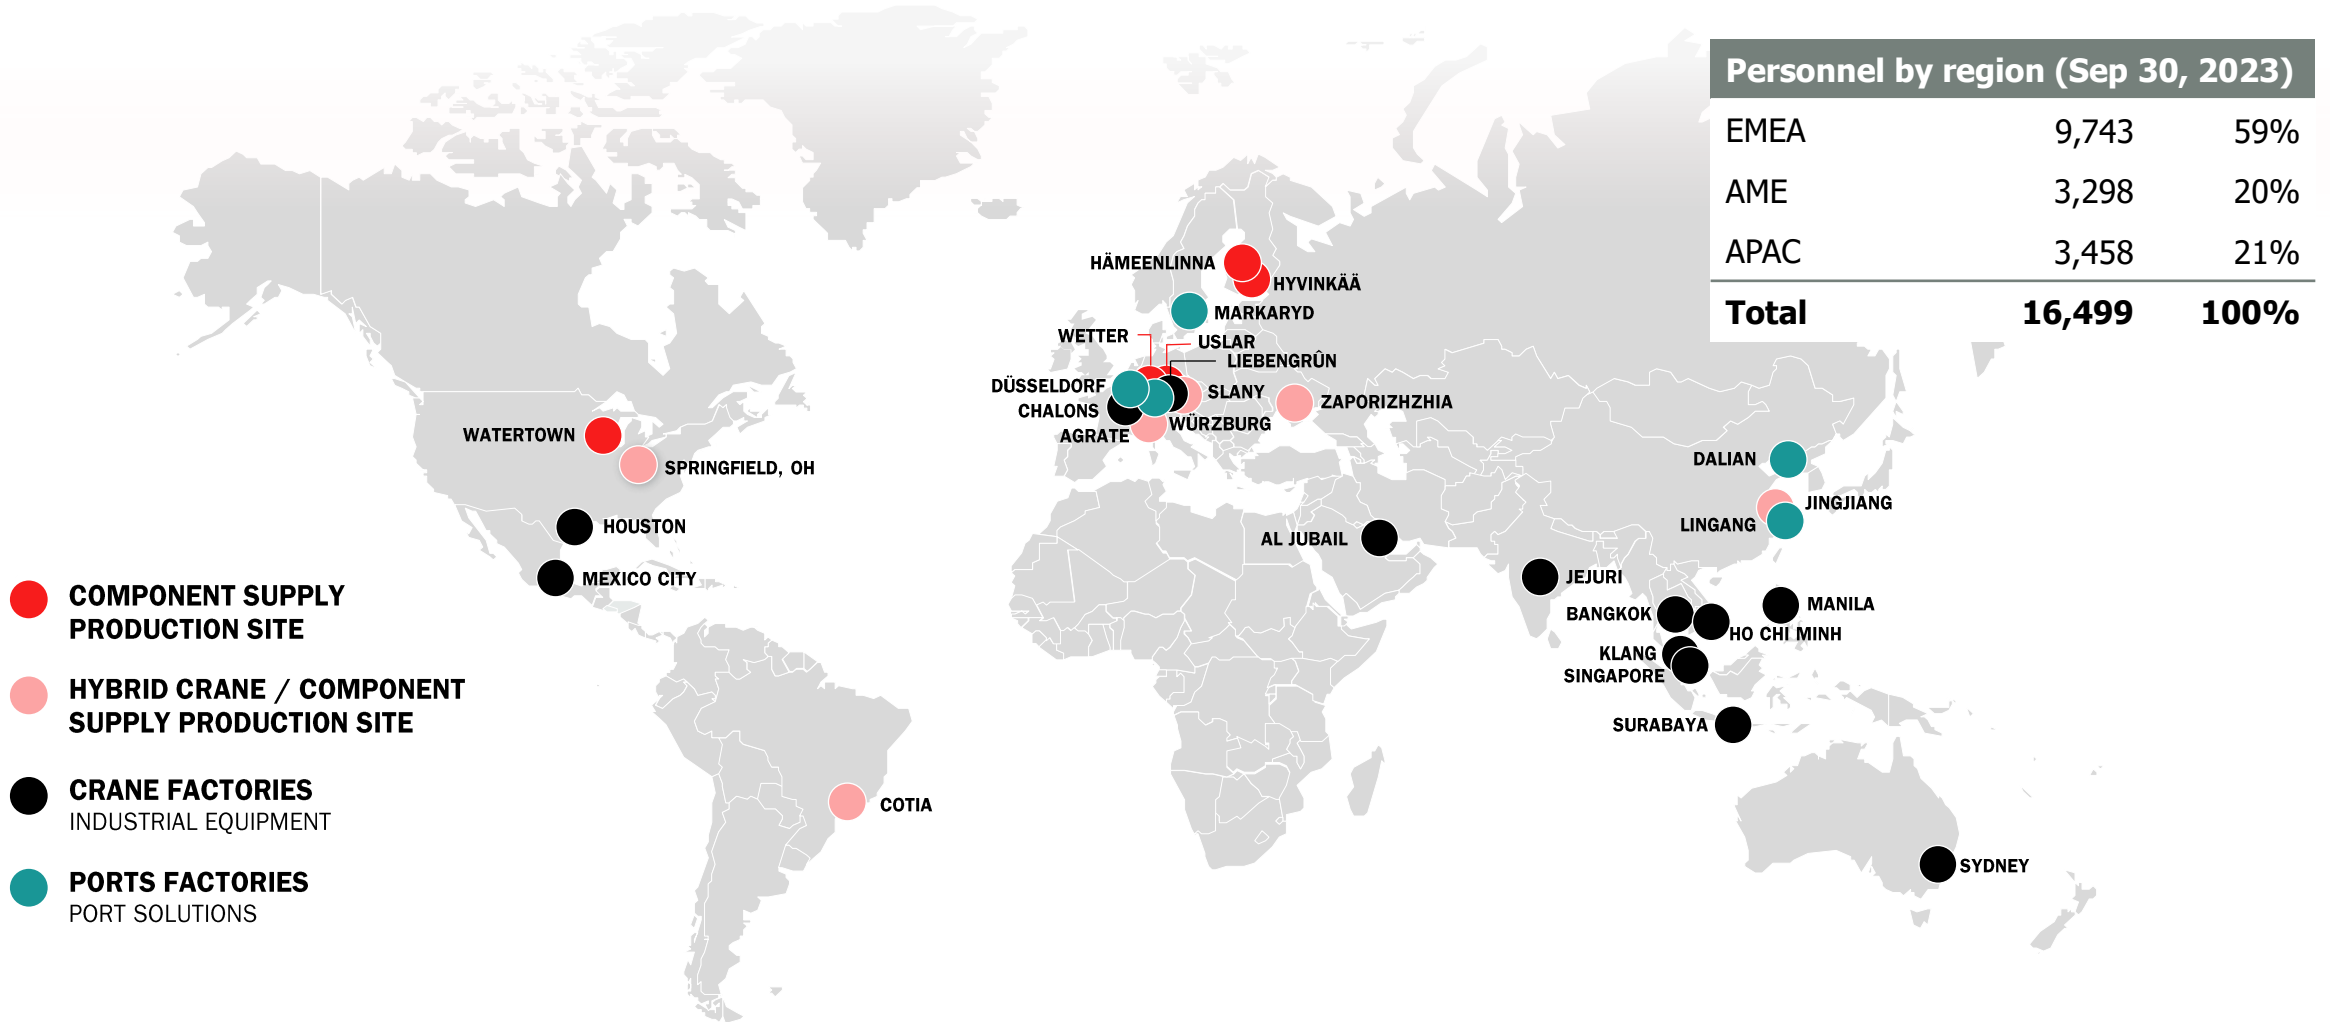 Personnel by region (Sep 30, 2023)
EMEA 9,743 59%
AME 3,298 20%
APAC 3,458 21%
Total 16,499 100%
HÄMEENLINNA
HYVINKÄÄ
MARKARYD
WETTER
USLAR
LIEBENGRÛN
DÜSSELDORF
SLANY
CHALONS
ZAPORIZHZHIA
AGRATE
WÜRZBURG
WATERTOWN
SPRINGFIELD, OH
HOUSTON
MEXICO CITY
COTIA
AL JUBAIL
DALIAN
JINGJIANG
LINGANG
JEJURI
BANGKOK
MANILA
HO CHI MINH
KLANG
SINGAPORE
SURABAYA
SYDNEY
COMPONENT SUPPLY
PRODUCTION SITE
HYBRID CRANE / COMPONENT
SUPPLY PRODUCTION SITE
CRANE FACTORIES
INDUSTRIAL EQUIPMENT
PORTS FACTORIES
PORT SOLUTIONS